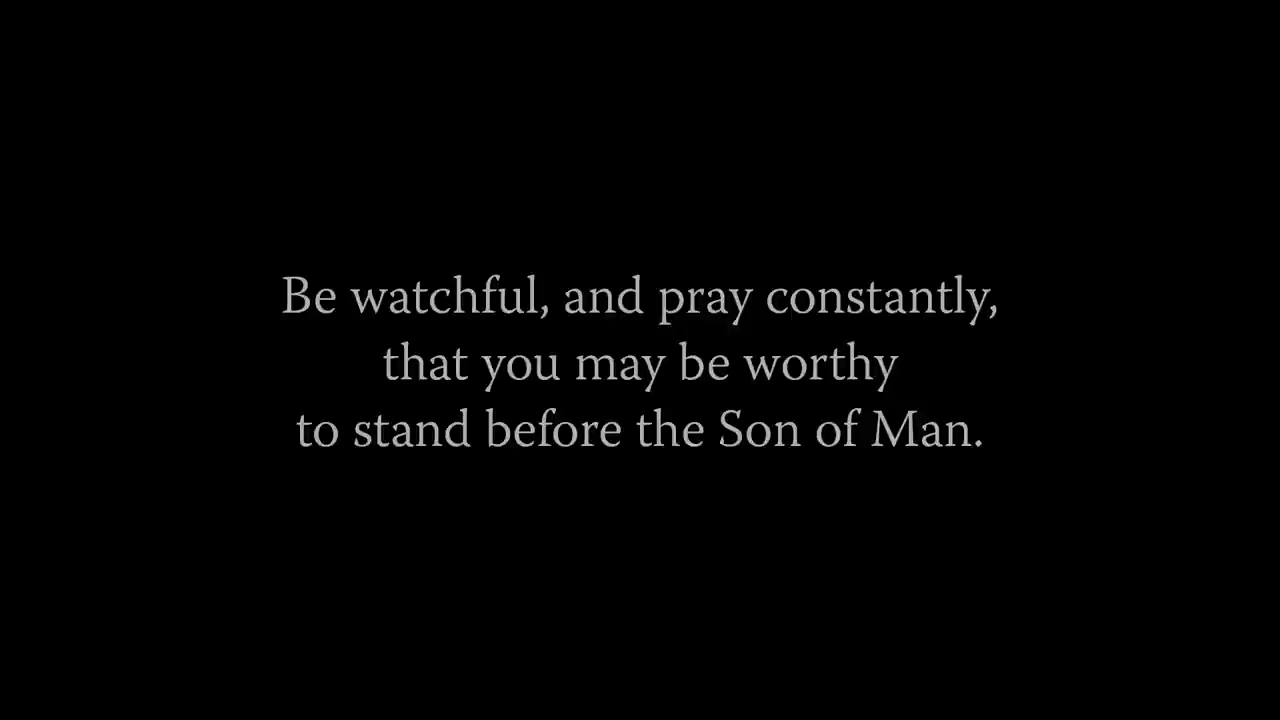 Be watchful, and pray constantly,
that you may be worthy
to stand before the Son of Man.